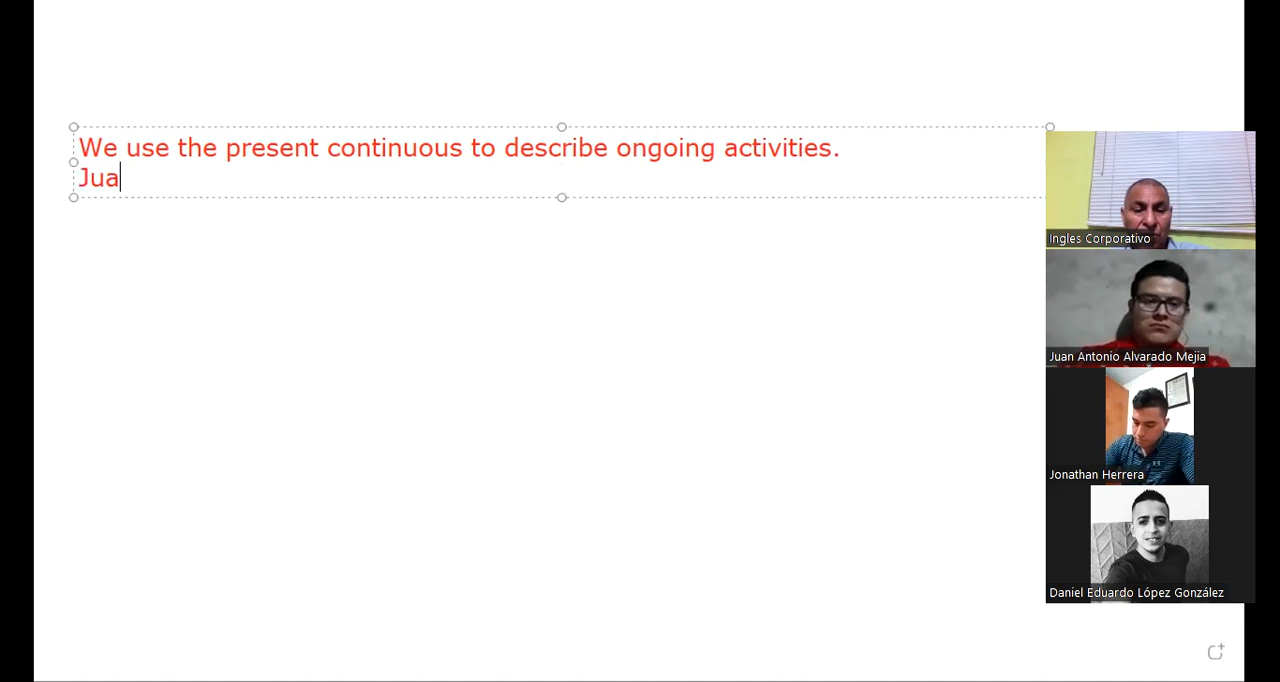 We use the present continuous to describe ongoing activities.
Jua
Ingles Corporativo
Juan Antonio Alvarado Mejia
Jonathan Herrera
Daniel Eduardo López González